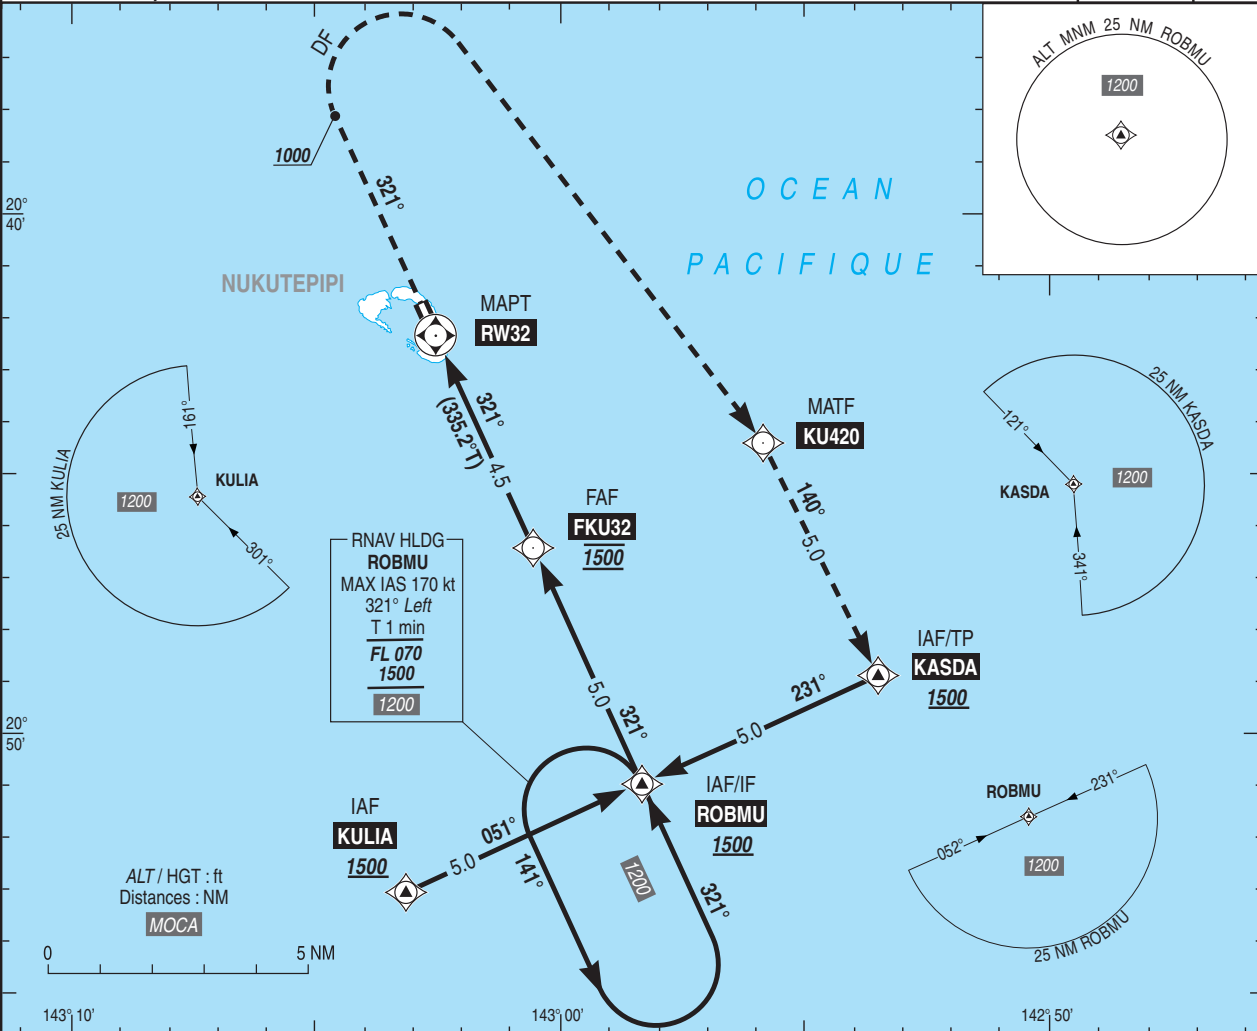 DF
1000
321°
OCEAN
PACIFIQUE
ALT MNM 25 NM ROBMU
1200
20°
40'
NUKUTEPIPI
MAPT
RW32
321°
(335.2°T)
4.5
25 NM KULIA
161°
1200
KULIA
301°
MATF
KU420
140°
5.0
25 NM KASDA
121°
1200
KASDA
341°
FAF
FKU32
1500
RNAV HLDG
ROBMU
MAX IAS 170 kt
321° Left
T 1 min
FL 070
1500
1200
IAF/TP
KASDA
1500
231°
5.0
5.0
321°
20°
50'
IAF/IF
ROBMU
1500
IAF
KULIA
1500
051°
5.0
141°
1200
321°
ROBMU
231°
052°
1200
25 NM ROBMU
ALT / HGT : ft
Distances : NM
MOCA
0 5 NM
143°10' 143°00' 142°50'